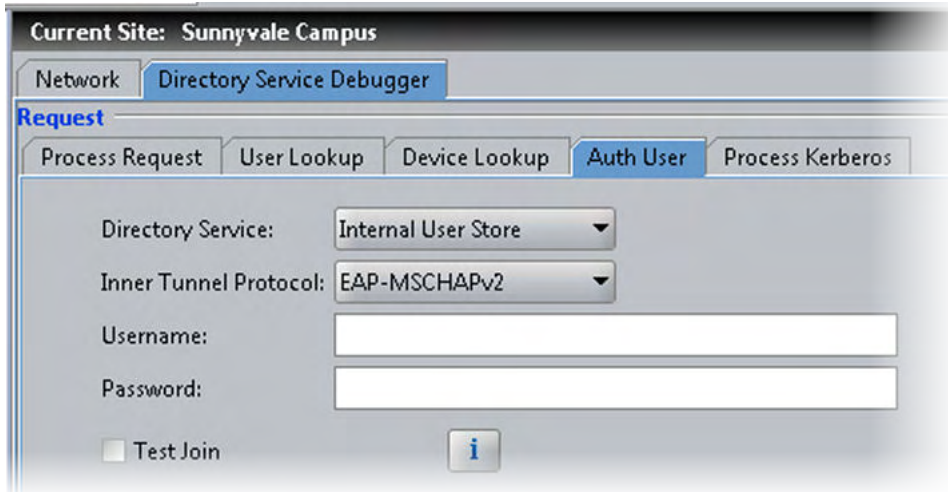 Current Site: Sunnyvale Campus
Network Directory Service Debugger
Request
Process Request User Lookup Device Lookup Auth User Process Kerberos
Directory Service: Internal User Store
Inner Tunnel Protocol: EAP-MSCHAPv2
Username:
Password:
Test Join i